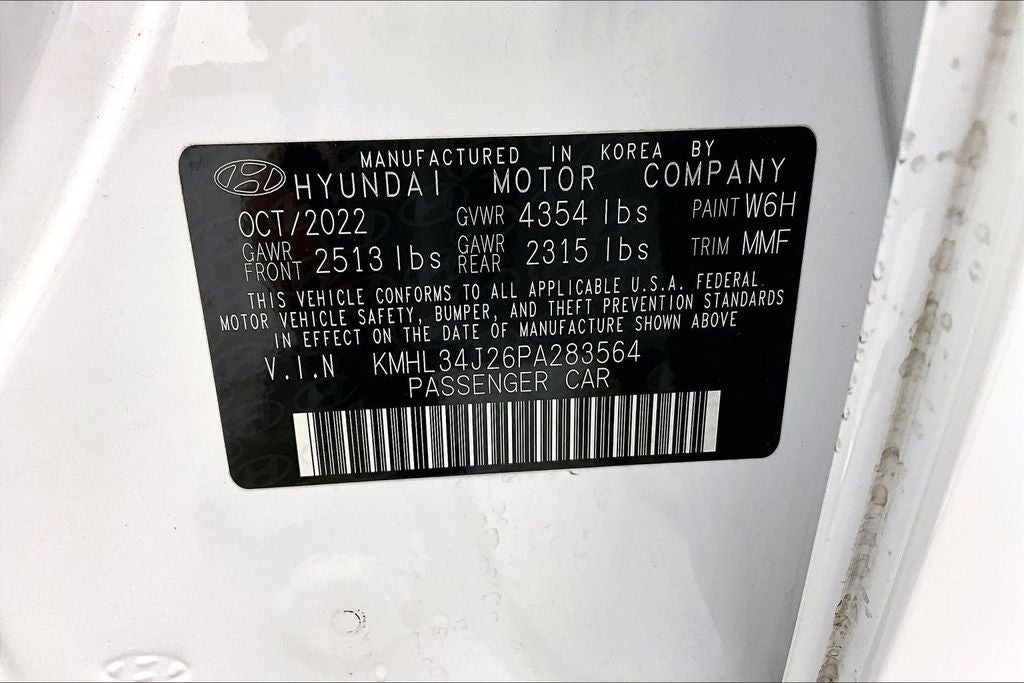 MANUFACTURED IN KOREA BY
HYUNDAI MOTOR COMPANY
OCT/2022 GVWR 4354 lbs PAINT W6H
GAWR FRONT 2513 lbs GAWR REAR 2315 lbs TRIM MMF
THIS VEHICLE CONFORMS TO ALL APPLICABLE U.S.A. FEDERAL
MOTOR VEHICLE SAFETY, BUMPER, AND THEFT PREVENTION STANDARDS
IN EFFECT ON THE DATE OF MANUFACTURE SHOWN ABOVE
V.I.N KMHL34J26PA283564
PASSENGER CAR